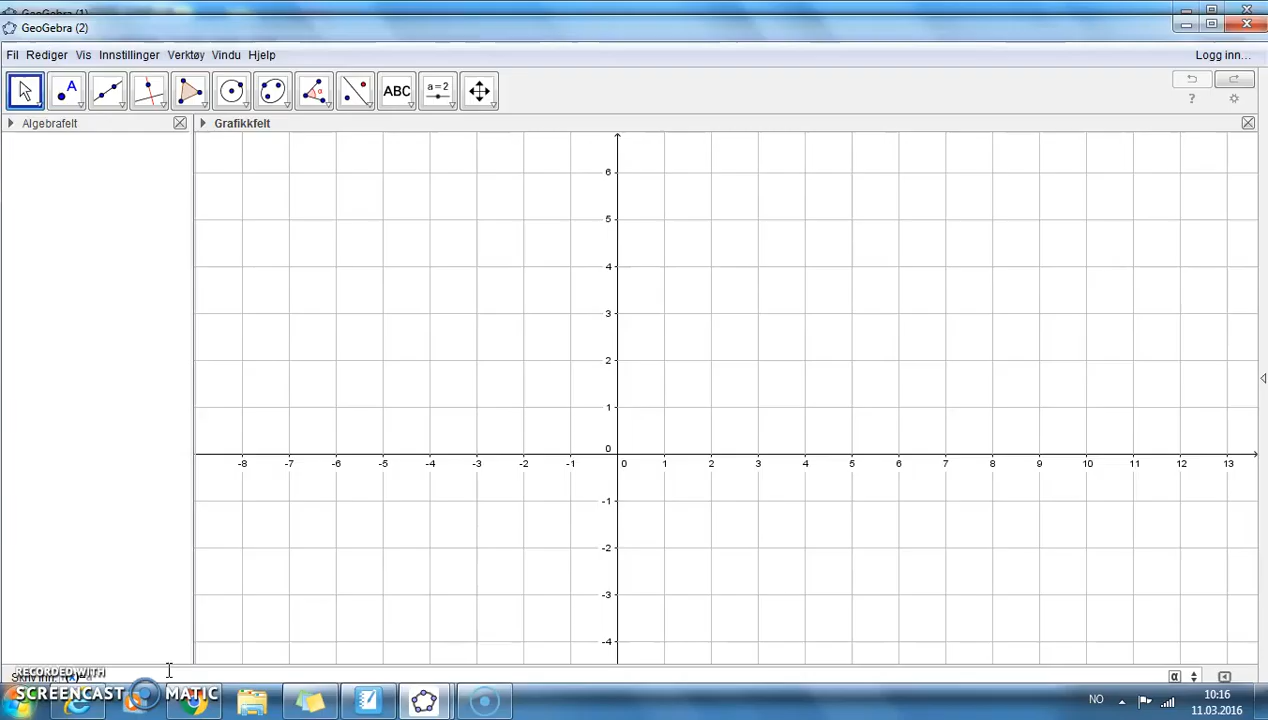 GeoGebra (1)
GeoGebra (2)
Fil Rediger Vis Innstillinger Verktøy Vindu Hjelp Logg inn...
A α ABC a=2 ?
Algebrafelt Grafikkfelt
6
5
4
3
2
1
0
-8 -7 -6 -5 -4 -3 -2 -1 0 1 2 3 4 5 6 7 8 9 10 11 12 13
-1
-2
-3
-4
RECORDED WITH
SCREENCAST MATIC
α
NO 10:16
11.03.2016